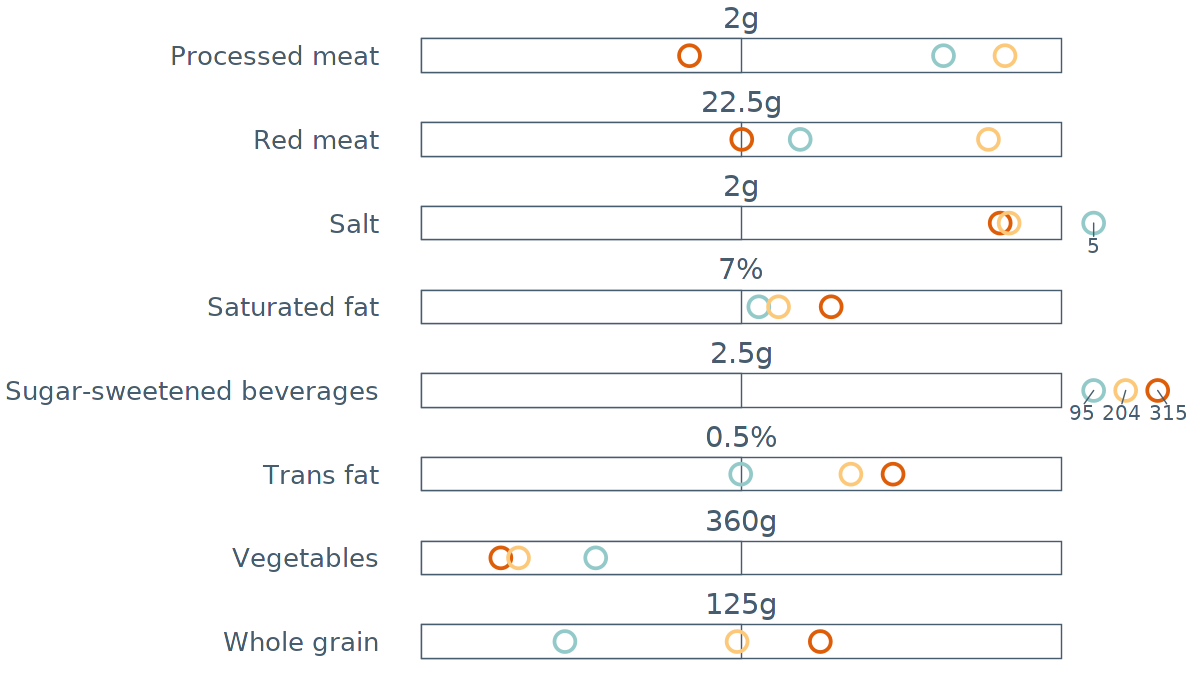 2g
Processed meat
22.5g
Red meat
2g
Salt
5
7%
Saturated fat
2.5g
Sugar-sweetened beverages
95 204 315
0.5%
Trans fat
360g
Vegetables
125g
Whole grain